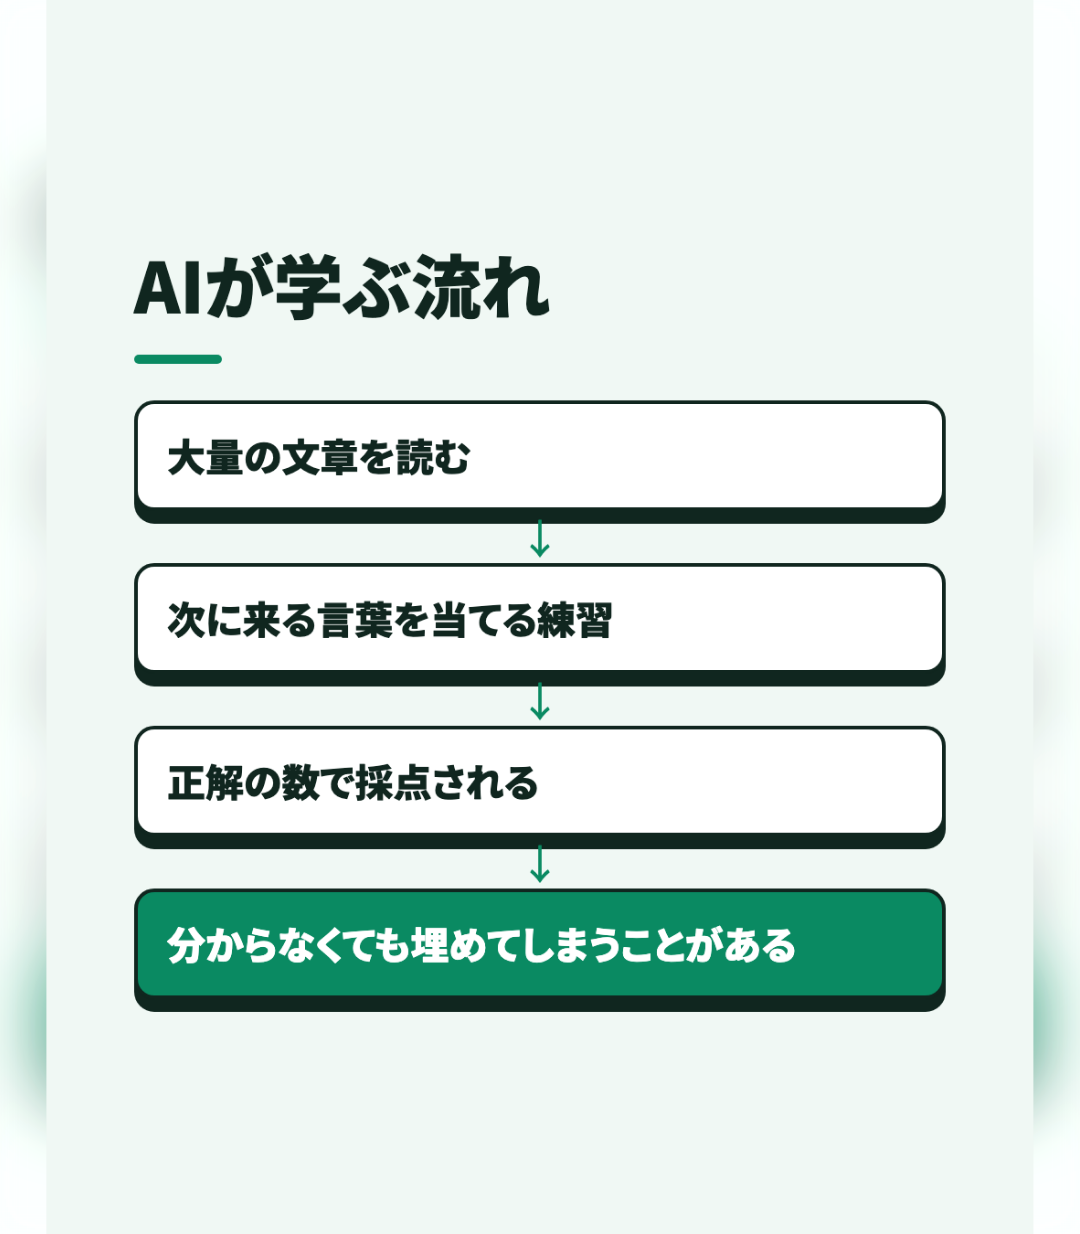 AIが学ぶ流れ
大量の文章を読む
次に来る言葉を当てる練習
正解の数で採点される
分からなくても埋めてしまうことがある